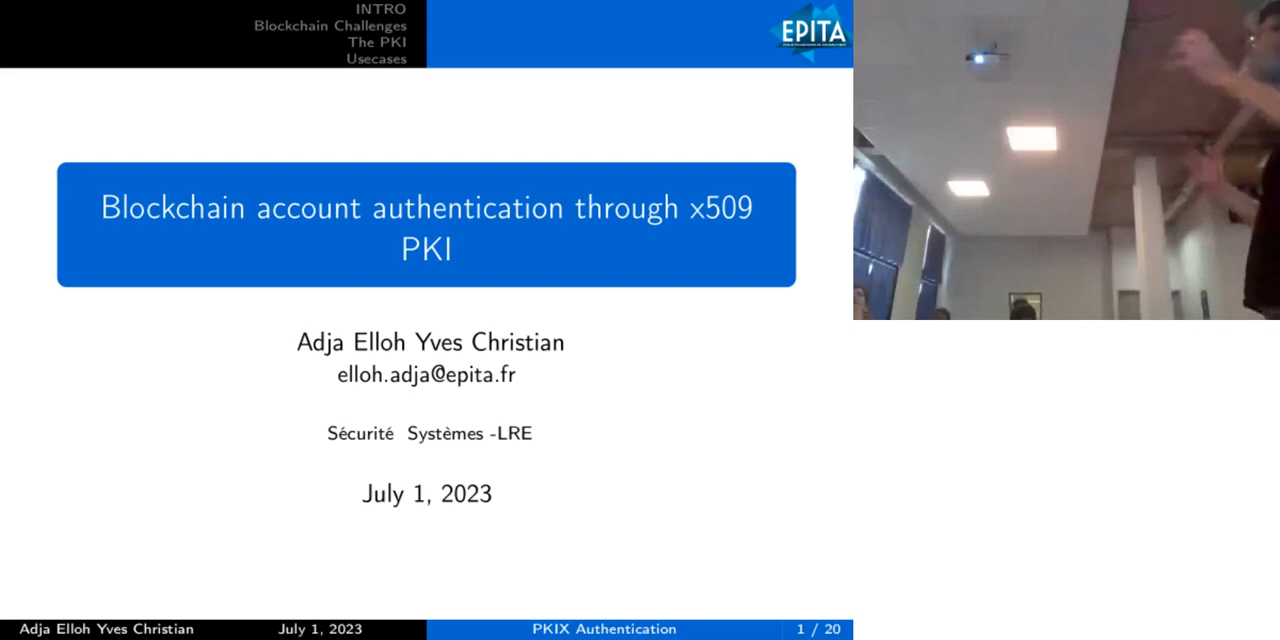 INTRO
Blockchain Challenges
The PKI
Usecases
EPITA
Blockchain account authentication through x509
PKI
Adja Elloh Yves Christian
elloh.adja@epita.fr
Sécurité Systèmes -LRE
July 1, 2023
Adja Elloh Yves Christian July 1, 2023 PKIX Authentication 1 / 20